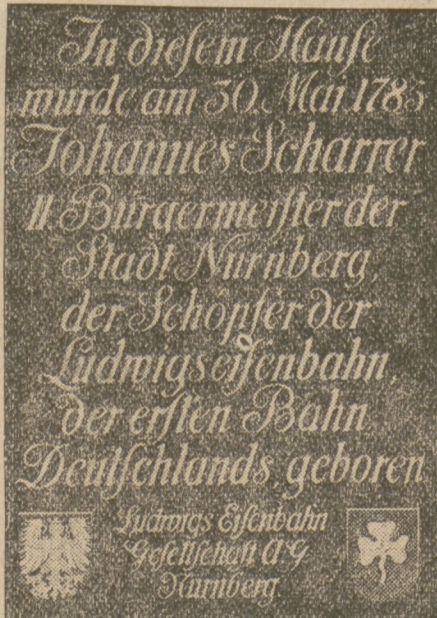 In dieſem Hauſe
wurde am 30. Mai 1785
Johannes Scharrer
II. Bürgermeiſter der
Stadt Nürnberg,
der Schöpfer der
Ludwigseiſenbahn,
der erſten Bahn
Deutſchlands, geboren
Ludwigs Eiſenbahn
Geſellſchaft A.G
Nürnberg.